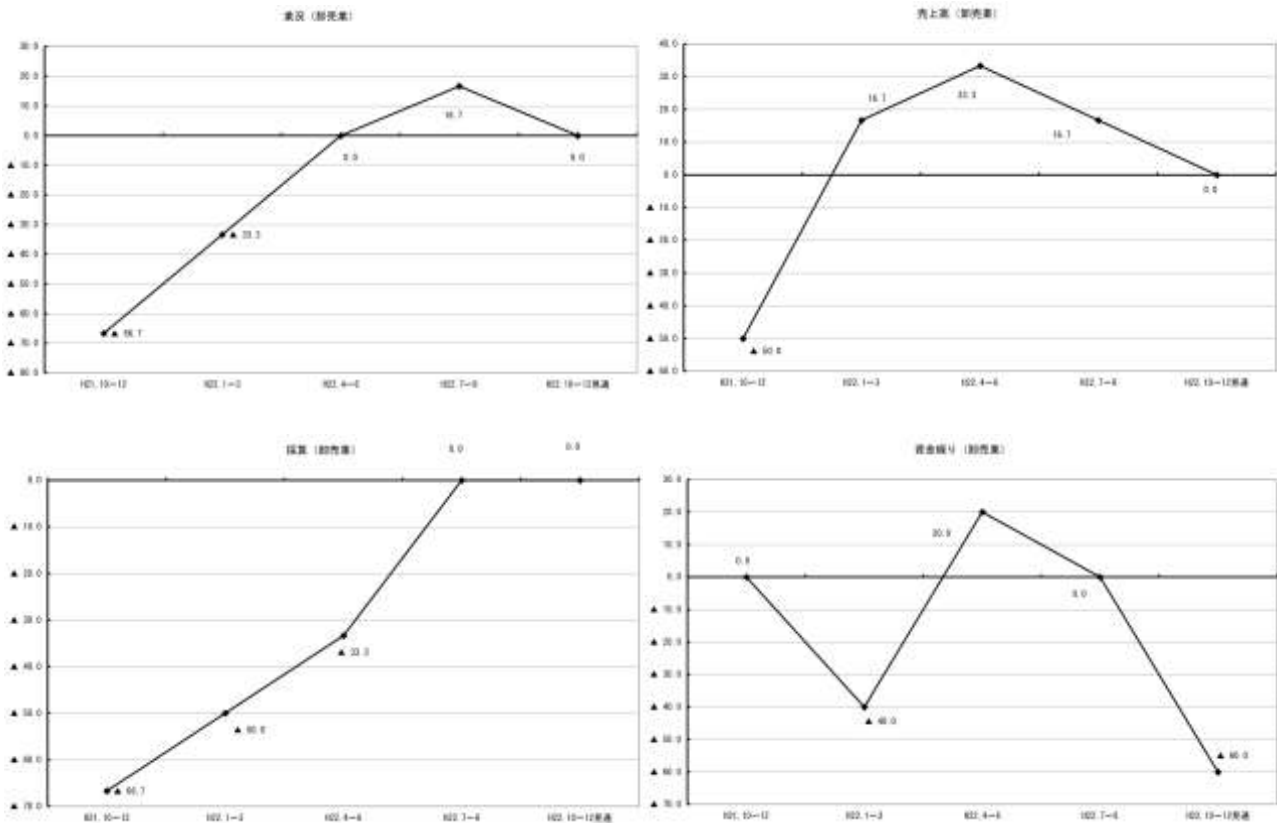 業況（卸売業）
30.0
20.0
10.0
0.0
▲ 10.0
▲ 20.0
▲ 30.0
▲ 40.0
▲ 50.0
▲ 60.0
▲ 70.0
▲ 80.0
▲ 66.7
▲ 33.3
0.0
16.7
0.0
H21.10～12
H22.1～3
H22.4～6
H22.7～9
H22.10～12見通
売上高（卸売業）
40.0
30.0
20.0
10.0
0.0
▲ 10.0
▲ 20.0
▲ 30.0
▲ 40.0
▲ 50.0
▲ 60.0
▲ 50.0
16.7
33.3
16.7
0.0
H21.10～12
H22.1～3
H22.4～6
H22.7～9
H22.10～12見通
採算（卸売業）
0.0
▲ 10.0
▲ 20.0
▲ 30.0
▲ 40.0
▲ 50.0
▲ 60.0
▲ 70.0
▲ 66.7
▲ 50.0
▲ 33.3
0.0
0.0
H21.10～12
H22.1～3
H22.4～6
H22.7～9
H22.10～12見通
資金繰り（卸売業）
30.0
20.0
10.0
0.0
▲ 10.0
▲ 20.0
▲ 30.0
▲ 40.0
▲ 50.0
▲ 60.0
▲ 70.0
0.0
▲ 40.0
20.0
0.0
▲ 60.0
H21.10～12
H22.1～3
H22.4～6
H22.7～9
H22.10～12見通